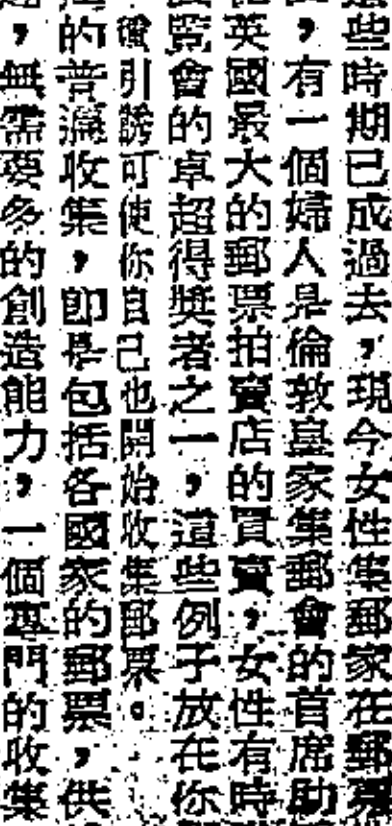 些時期已成過去,現今女性集郵家在郵票
,有一個婦人是倫敦皇家集郵會的首席助
英國最大的郵票拍賣店的買賣,女性有時
覽會的卓超得獎者之一,這些例子放在你
引誘可使你自己也開始收集郵票。
的普遍收集,即是包括各國家的郵票,供
,無需要多的創造能力,一個專門的收集